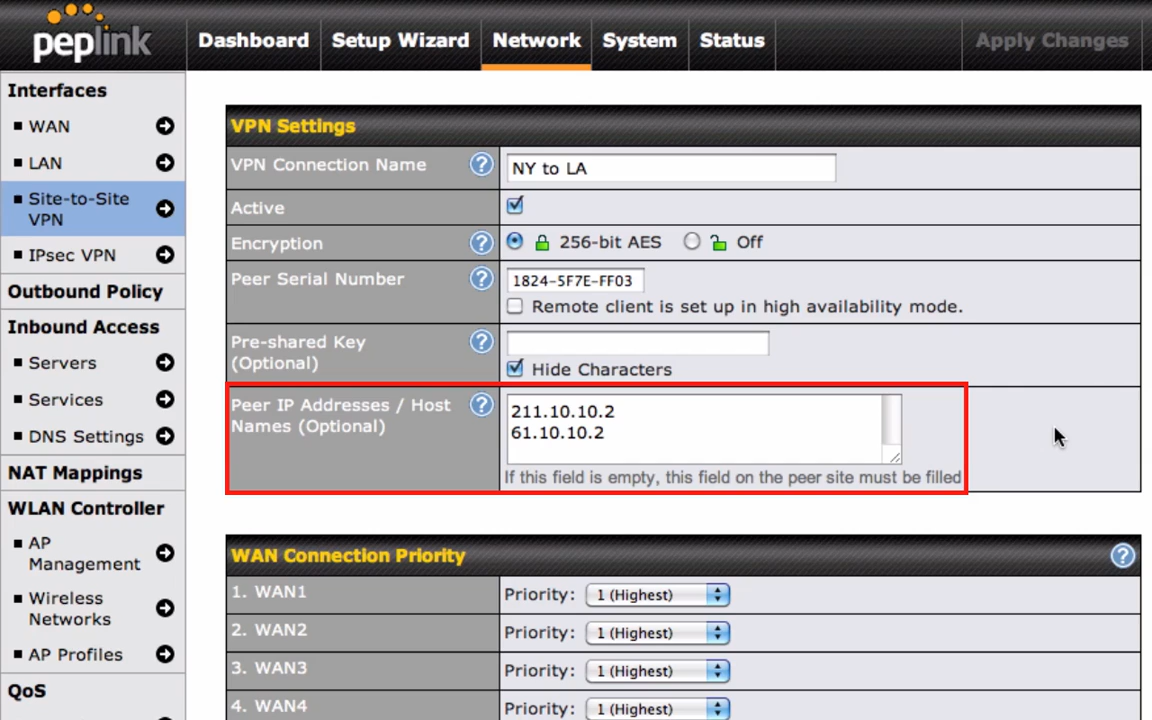 peplink
Dashboard
Setup Wizard
Network
System
Status
Apply Changes
Interfaces
WAN
LAN
Site-to-Site
VPN
IPsec VPN
Outbound Policy
Inbound Access
Servers
Services
DNS Settings
NAT Mappings
WLAN Controller
AP
Management
Wireless
Networks
AP Profiles
QoS
VPN Settings
VPN Connection Name
?
NY to LA
Active
Encryption
?
256-bit AES
Off
Peer Serial Number
?
1824-5F7E-FF03
Remote client is set up in high availability mode.
Pre-shared Key
(Optional)
?
Hide Characters
Peer IP Addresses / Host
Names (Optional)
?
211.10.10.2
61.10.10.2
If this field is empty, this field on the peer site must be filled
WAN Connection Priority
?
1. WAN1
Priority: 1 (Highest)
2. WAN2
Priority: 1 (Highest)
3. WAN3
Priority: 1 (Highest)
4. WAN4
Priority: 1 (Highest)